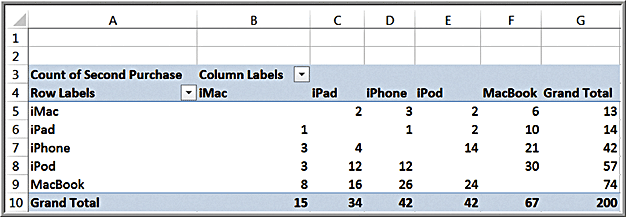 A B C D E F G
1
2
3 Count of Second Purchase Column Labels
4 Row Labels iMac iPad iPhone iPod MacBook Grand Total
5 iMac 2 3 2 6 13
6 iPad 1 1 2 10 14
7 iPhone 3 4 14 21 42
8 iPod 3 12 12 30 57
9 MacBook 8 16 26 24 74
10 Grand Total 15 34 42 42 67 200